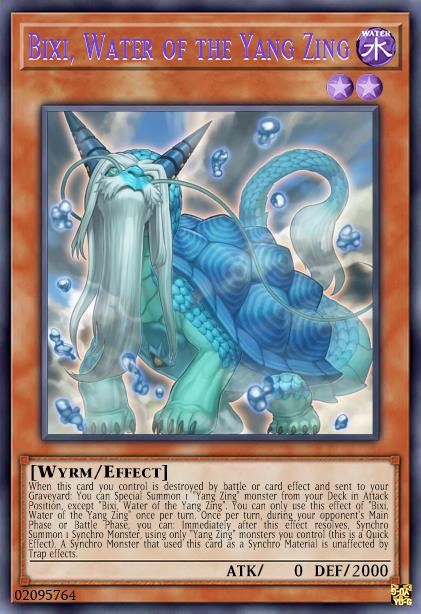 Bixi, Water of the Yang Zing
WATER
水
[Wyrm/Effect]
When this card you control is destroyed by battle or card effect and sent to your
Graveyard: You can Special Summon 1 "Yang Zing" monster from your Deck in Attack
Position, except "Bixi, Water of the Yang Zing". You can only use this effect of "Bixi,
Water of the Yang Zing" once per turn. Once per turn, during your opponent's Main
Phase or Battle Phase, you can: Immediately after this effect resolves, Synchro
Summon 1 Synchro Monster, using only "Yang Zing" monsters you control (this is a Quick
Effect). A Synchro Monster that used this card as a Synchro Material is unaffected by
Trap effects.
ATK/ 0 DEF/2000
02095764